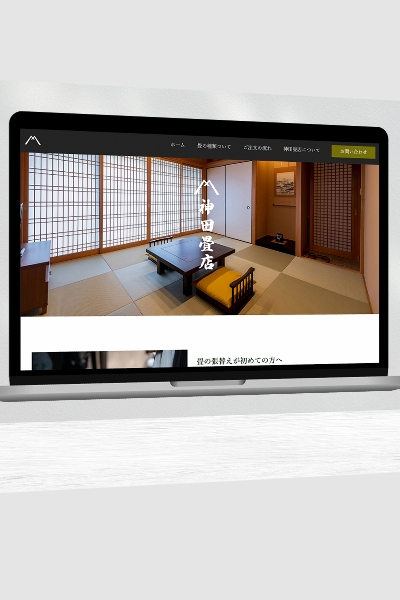 ホーム
畳の種類ついて
ご注文の流れ
神田畳店について
お問い合わせ
神田畳店
畳の張替えが初めての方へ